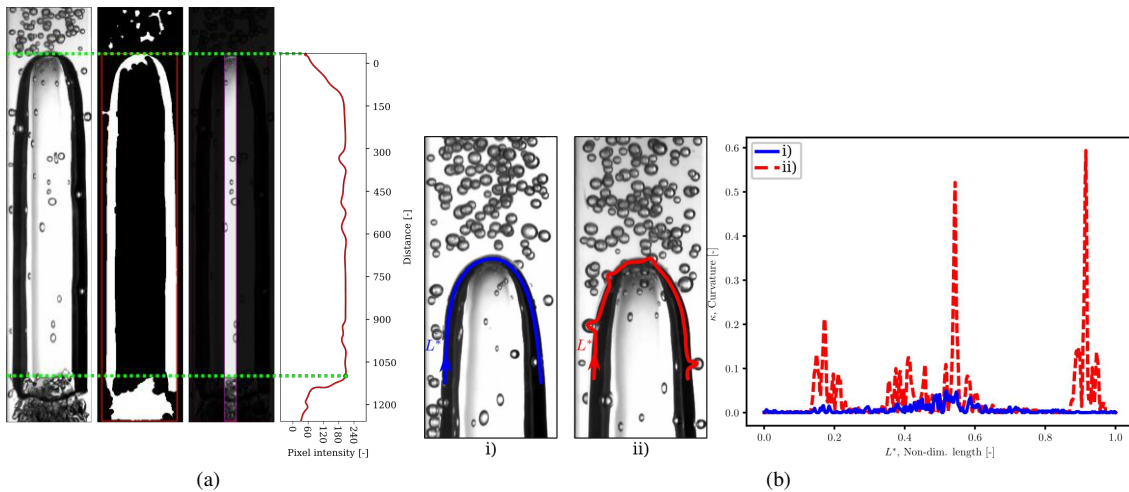 0
150
300
450
600
750
900
1050
1200
Distance [-]
0
60
120
180
240
Pixel intensity [-]
(a)
L*
i)
L*
ii)
i)
ii)
0.6
0.5
0.4
0.3
0.2
0.1
0.0
κ, Curvature [-]
0.0
0.2
0.4
0.6
0.8
1.0
L*, Non-dim. length [-]
(b)